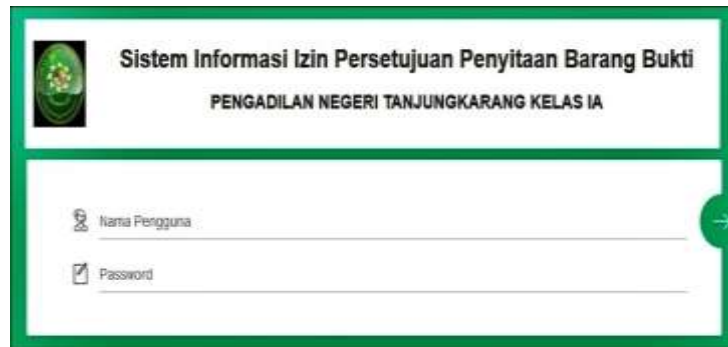 Sistem Informasi Izin Persetujuan Penyitaan Barang Bukti
PENGADILAN NEGERI TANJUNGKARANG KELAS IA
Nama Pengguna
Password